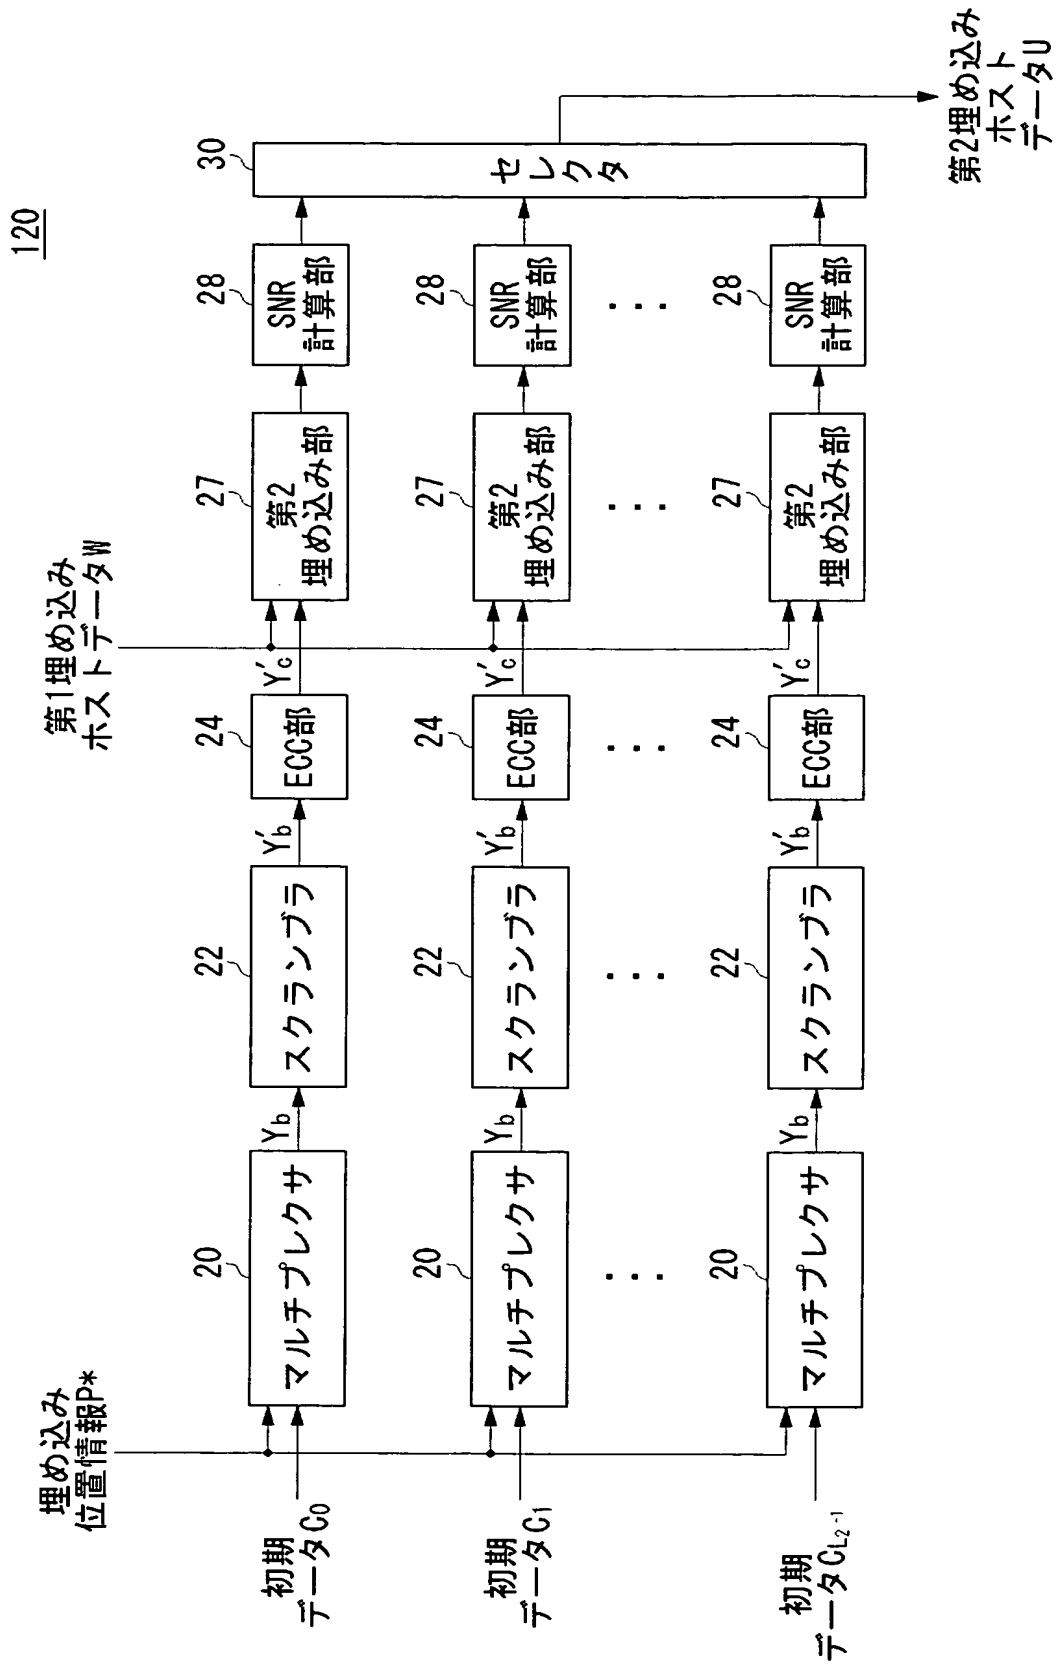 120
埋め込み
位置情報P*
第1埋め込み
ホストデータW
初期
データC0
20
マルチプレクサ
Yb
22
スクランブラ
Y'b
24
ECC部
Y'c
27
第2
埋め込み部
28
SNR
計算部
初期
データC1
20
マルチプレクサ
Yb
22
スクランブラ
Y'b
24
ECC部
Y'c
27
第2
埋め込み部
28
SNR
計算部
...
...
...
...
...
初期
データCL2-1
20
マルチプレクサ
Yb
22
スクランブラ
Y'b
24
ECC部
Y'c
27
第2
埋め込み部
28
SNR
計算部
30
セレクタ
第2埋め込み
ホスト
データU